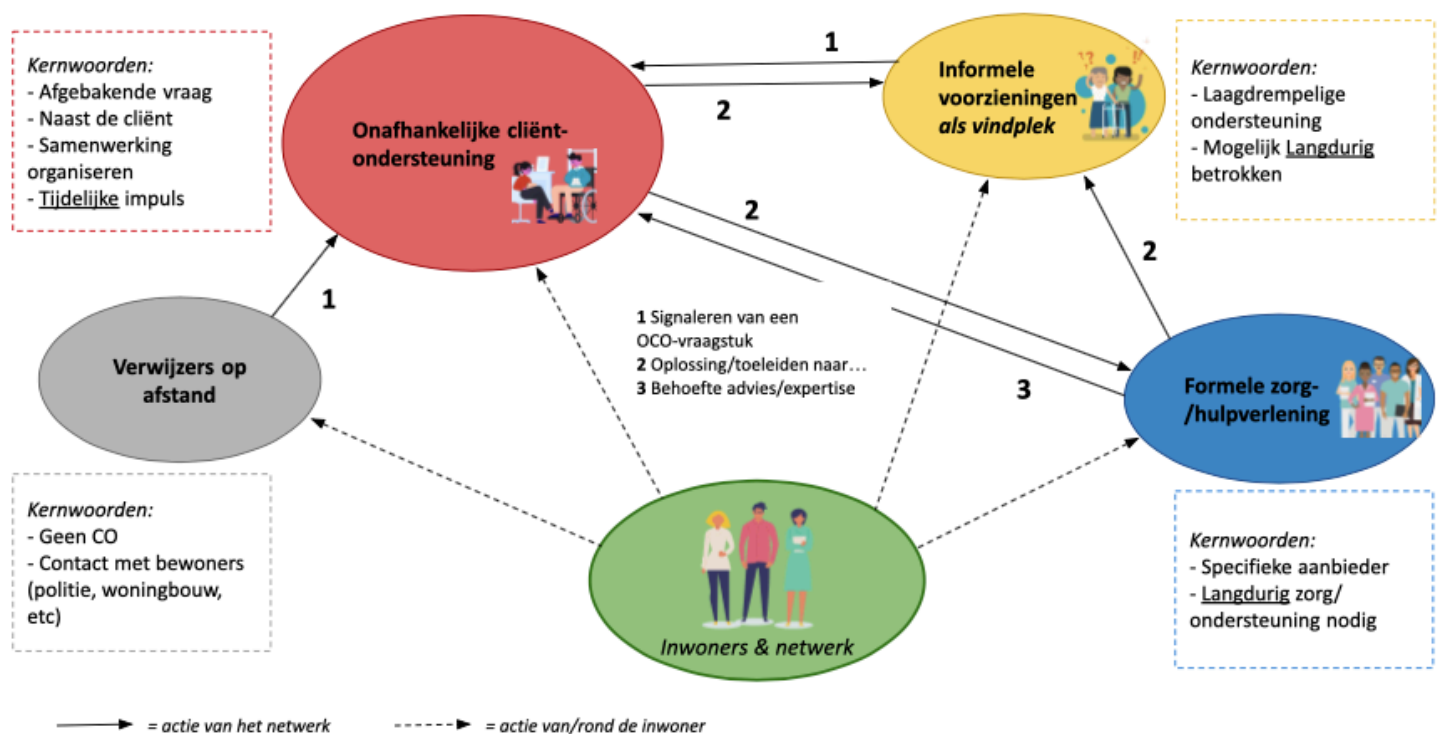 Kernwoorden:
- Afgebakende vraag
- Naast de cliënt
- Samenwerking
organiseren
- Tijdelijke impuls
Onafhankelijke cliënt-
ondersteuning
1
2
Informele
voorzieningen
als vindplek
Kernwoorden:
- Laagdrempelige
ondersteuning
- Mogelijk Langdurig
betrokken
2
2
1
Verwijzers op
afstand
1 Signaleren van een
OCO-vraagstuk
2 Oplossing/toeleiden naar...
3 Behoefte advies/expertise
3
Formele zorg-
/hulpverlening
Kernwoorden:
- Geen CO
- Contact met bewoners
(politie, woningbouw,
etc)
Inwoners & netwerk
Kernwoorden:
- Specifieke aanbieder
- Langdurig zorg/
ondersteuning nodig
= actie van het netwerk
= actie van/rond de inwoner